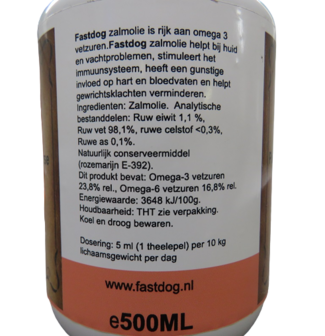 Fastdog zalmolie is rijk aan omega 3
vetzuren.Fastdog zalmolie helpt bij huid
en vachtproblemen, stimuleert het
immuunsysteem, heeft een gunstige
invloed op hart en bloedvaten en helpt
gewrichtsklachten verminderen.
Ingredienten: Zalmolie. Analytische
bestanddelen: Ruw eiwit 1,1 %,
Ruw vet 98,1%, ruwe celstof <0,3%,
Ruwe as 0,1%.
Natuurlijk conserveermiddel
(rozemarijn E-392).
Dit produkt bevat: Omega-3 vetzuren
23,8% rel., Omega-6 vetzuren 16,8% rel.
Energiewaarde: 3648 kJ/100g.
Houdbaarheid: THT zie verpakking.
Koel en droog bewaren.
Dosering: 5 ml (1 theelepel) per 10 kg
lichaamsgewicht per dag
www.fastdog.nl
e500ML